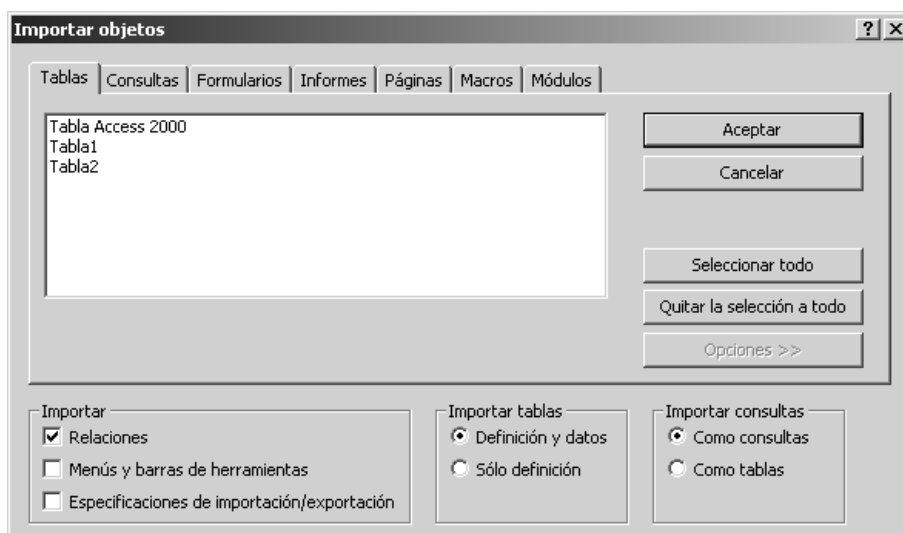 Importar objetos
Tablas Consultas Formularios Informes Páginas Macros Módulos
Tabla Access 2000
Tabla1
Tabla2
Aceptar
Cancelar
Seleccionar todo
Quitar la selección a todo
Opciones >>
Importar
Relaciones
Menús y barras de herramientas
Especificaciones de importación/exportación
Importar tablas
Definición y datos
Sólo definición
Importar consultas
Como consultas
Como tablas